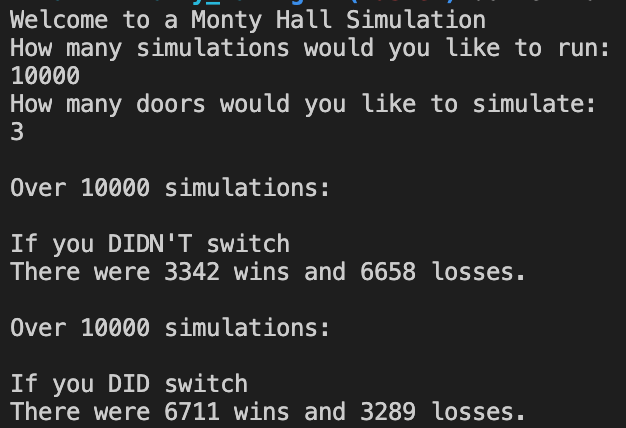 Welcome to a Monty Hall Simulation
How many simulations would you like to run:
10000
How many doors would you like to simulate:
3
Over 10000 simulations:
If you DIDN'T switch
There were 3342 wins and 6658 losses.
Over 10000 simulations:
If you DID switch
There were 6711 wins and 3289 losses.